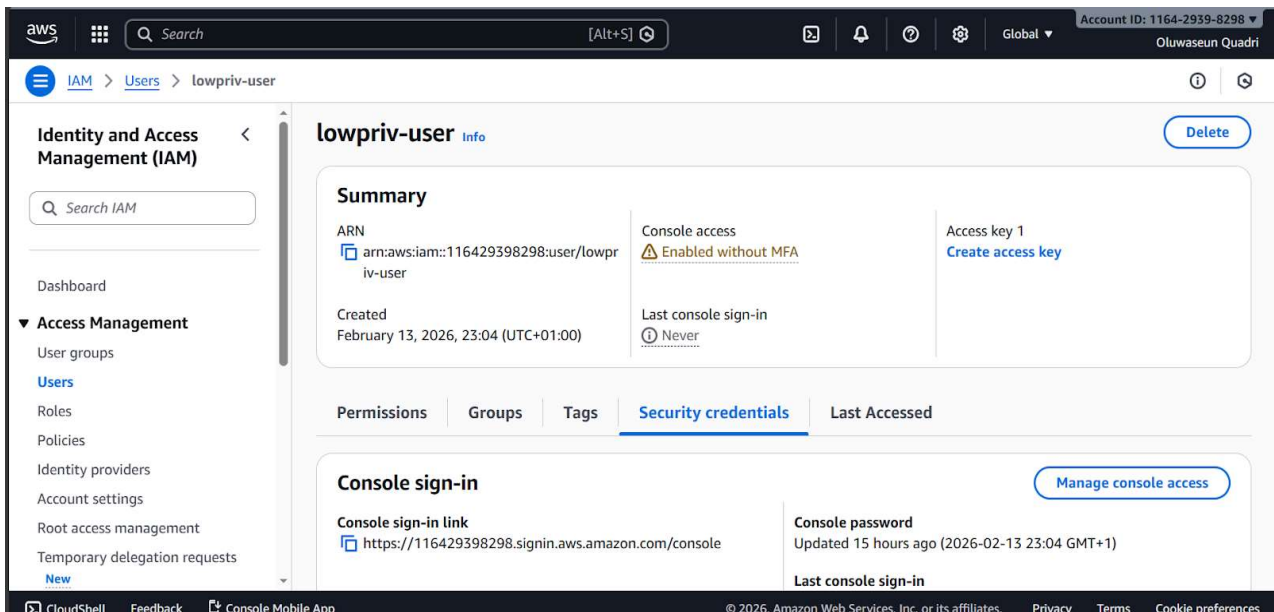 aws
Search
[Alt+S]
Global ▼
Account ID: 1164-2939-8298 ▼
Oluwaseun Quadri
IAM > Users > lowpriv-user
Identity and Access
Management (IAM)
Search IAM
Dashboard
▼ Access Management
User groups
Users
Roles
Policies
Identity providers
Account settings
Root access management
Temporary delegation requests
New
lowpriv-user Info
Delete
Summary
ARN
arn:aws:iam::116429398298:user/lowpr
iv-user
Created
February 13, 2026, 23:04 (UTC+01:00)
Console access
Enabled without MFA
Last console sign-in
Never
Access key 1
Create access key
Permissions
Groups
Tags
Security credentials
Last Accessed
Console sign-in
Manage console access
Console sign-in link
https://116429398298.signin.aws.amazon.com/console
Console password
Updated 15 hours ago (2026-02-13 23:04 GMT+1)
Last console sign-in
CloudShell Feedback Console Mobile App
© 2026, Amazon Web Services, Inc. or its affiliates. Privacy Terms Cookie preferences